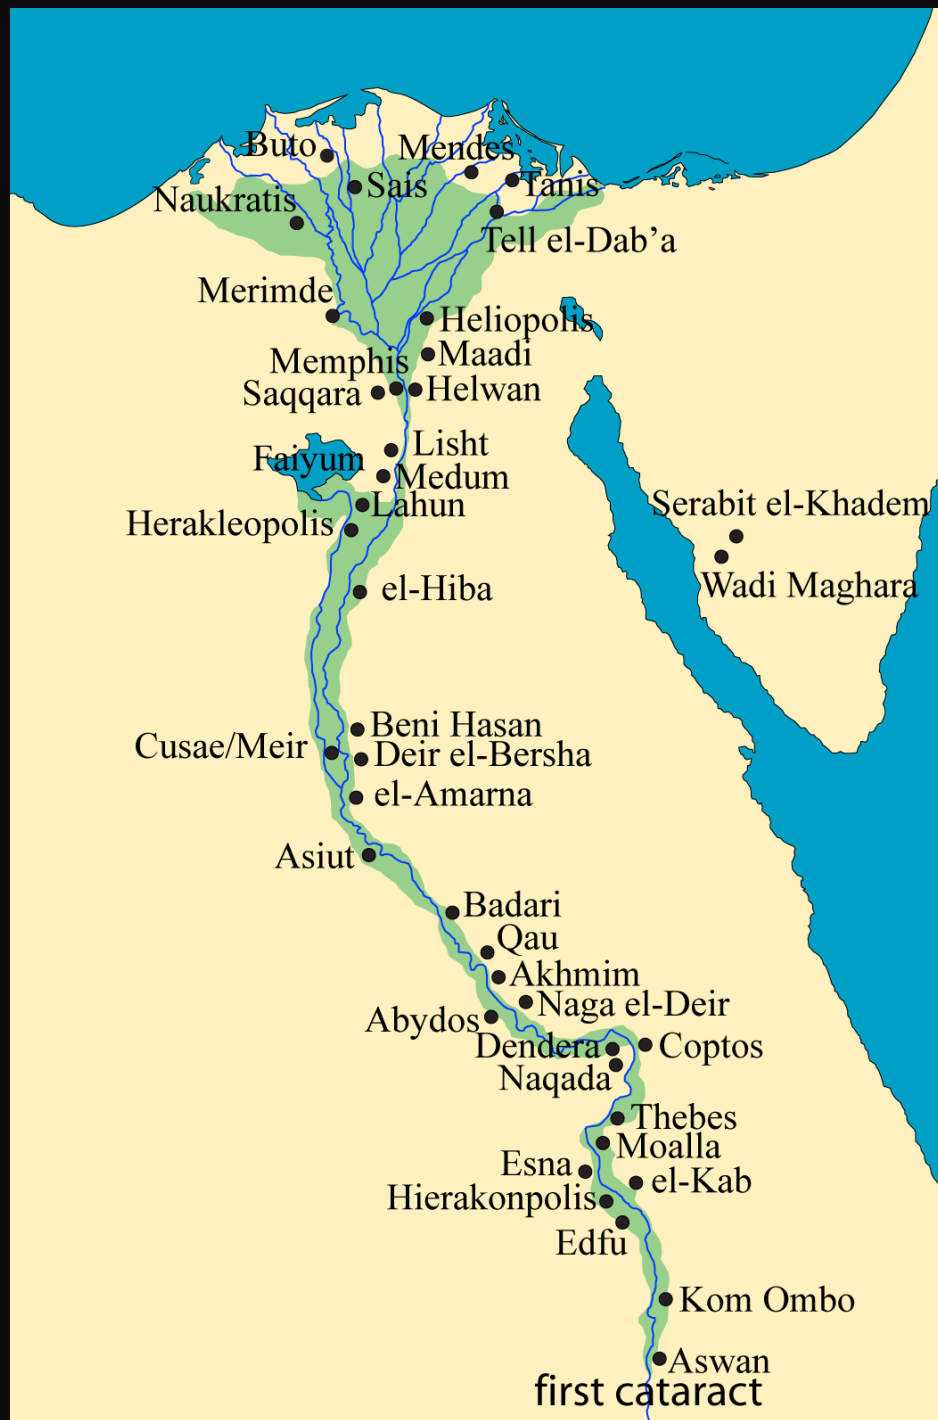 Buto
Mendes
Sais
Tanis
Naukratis
Tell el-Dab’a
Merimde
Heliopolis
Maadi
Memphis
Saqqara
Helwan
Lisht
Faiyum
Medum
Lahun
Serabit el-Khadem
Herakleopolis
Wadi Maghara
el-Hiba
Beni Hasan
Cusae/Meir
Deir el-Bersha
el-Amarna
Asiut
Badari
Qau
Akhmim
Naga el-Deir
Abydos
Dendera
Coptos
Naqada
Thebes
Moalla
Esna
el-Kab
Hierakonpolis
Edfu
Kom Ombo
Aswan
first cataract